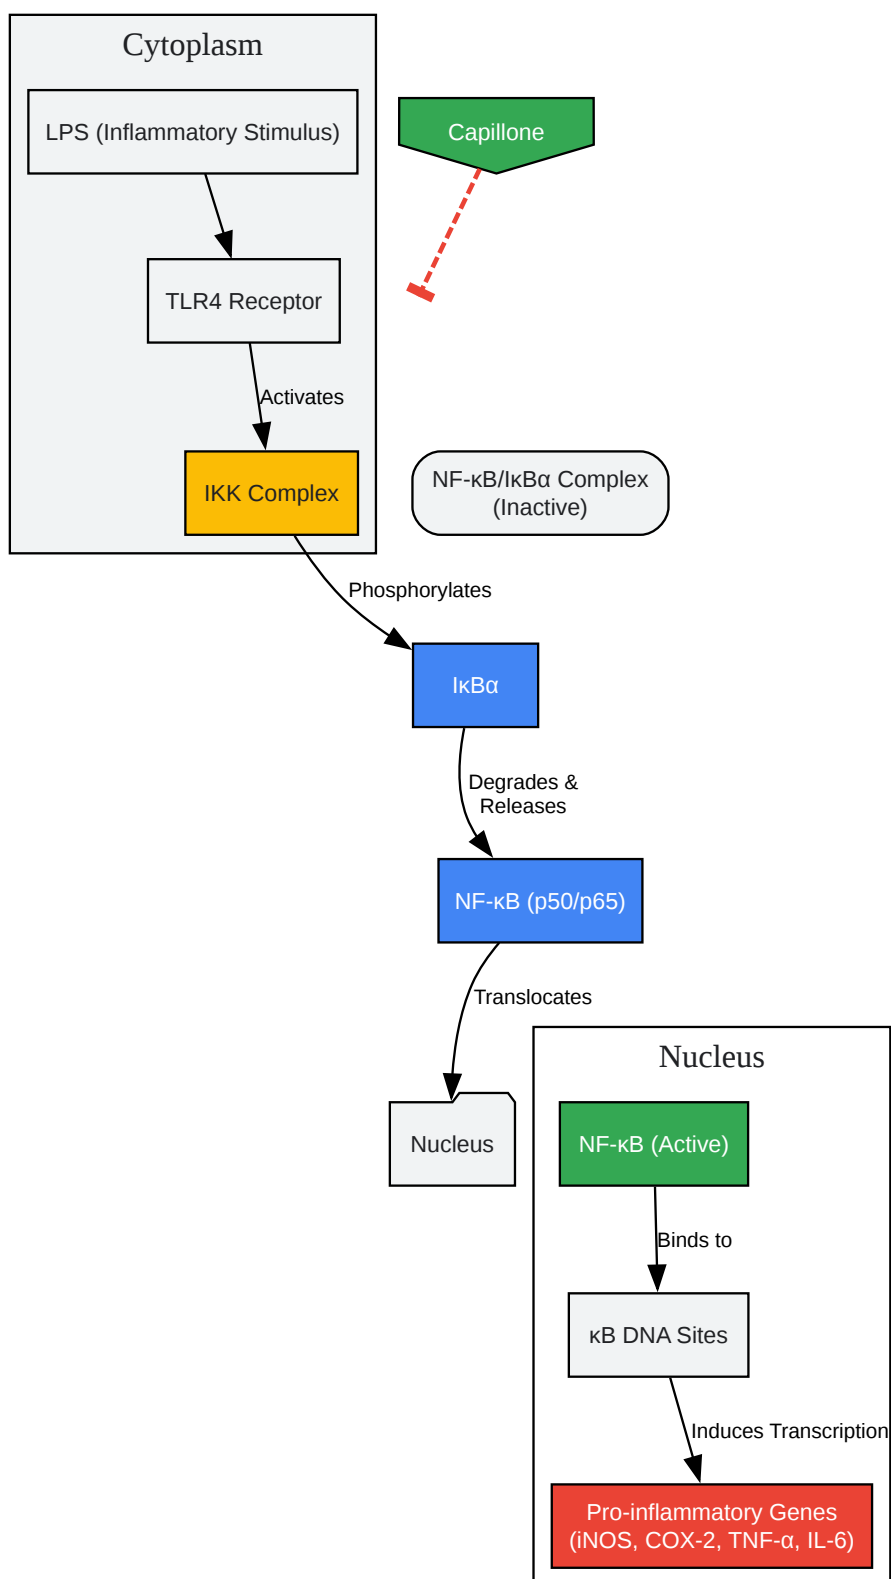 Cytoplasm
LPS (Inflammatory Stimulus)
Capillone
TLR4 Receptor
Activates
IKK Complex
NF-κB/IκBα Complex
(Inactive)
Phosphorylates
IκBα
Degrades &
Releases
NF-κB (p50/p65)
Translocates
Nucleus
Nucleus
NF-κB (Active)
Binds to
κB DNA Sites
Induces Transcription
Pro-inflammatory Genes
(iNOS, COX-2, TNF-α, IL-6)